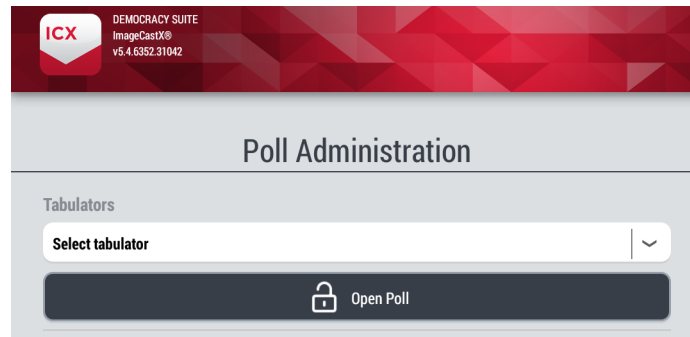 ICX
DEMOCRACY SUITE
ImageCastX®
v5.4.6352.31042
Poll Administration
Tabulators
Select tabulator
Open Poll